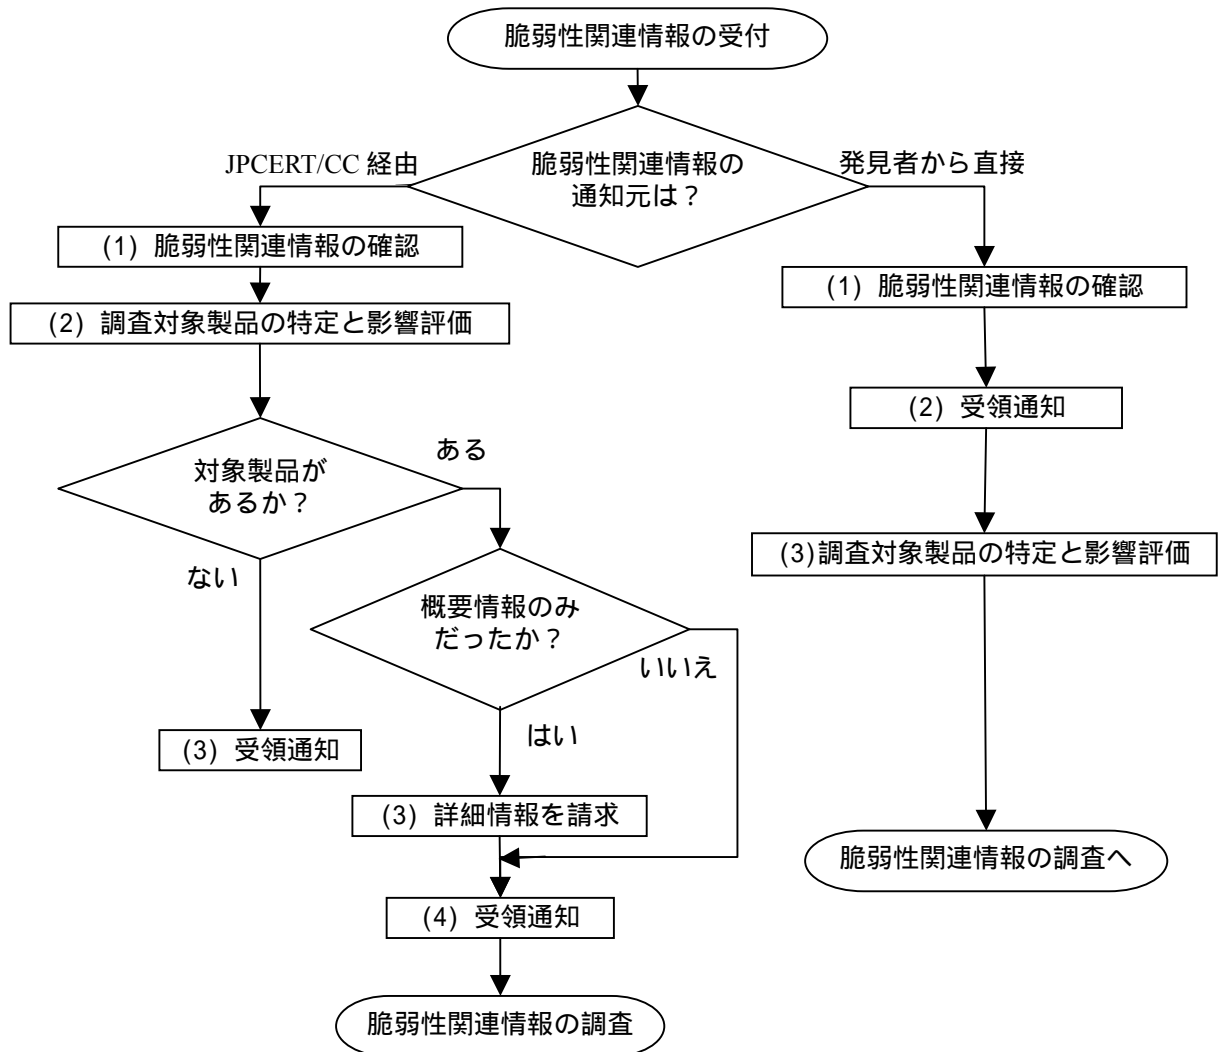 脆弱性関連情報の受付
JPCERT/CC 経由
脆弱性関連情報の
通知元は？
発見者から直接
(1) 脆弱性関連情報の確認
(2) 調査対象製品の特定と影響評価
対象製品が
あるか？
ある
ない
概要情報のみ
だったか？
いいえ
はい
(3) 受領通知
(3) 詳細情報を請求
(4) 受領通知
脆弱性関連情報の調査
(1) 脆弱性関連情報の確認
(2) 受領通知
(3)調査対象製品の特定と影響評価
脆弱性関連情報の調査へ